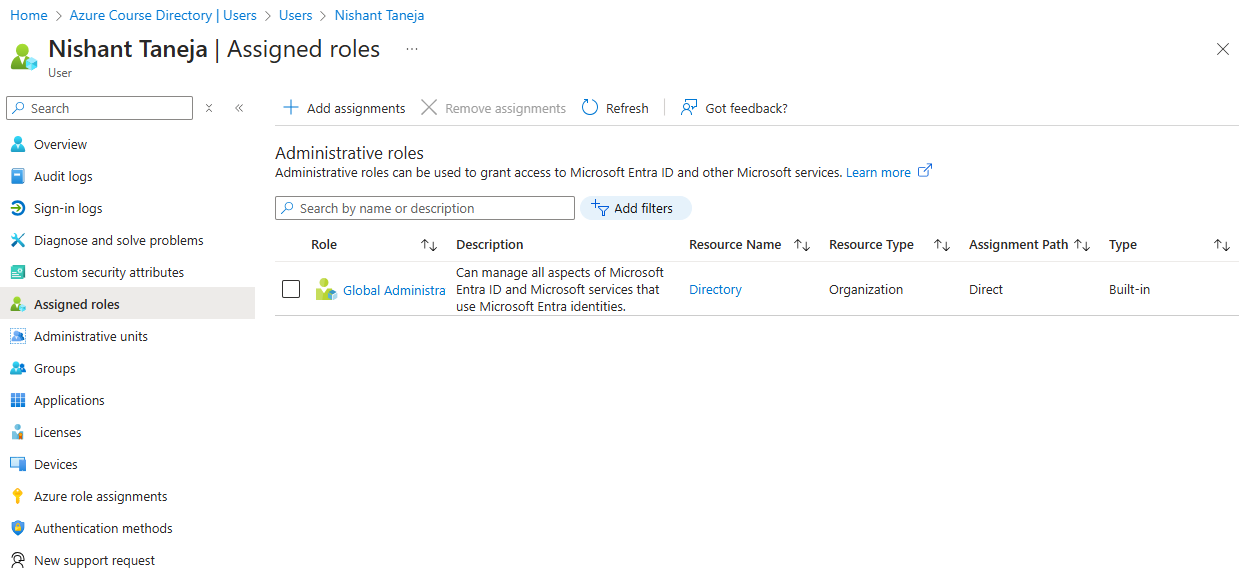 Home > Azure Course Directory | Users > Users > Nishant Taneja
Nishant Taneja | Assigned roles ...
User
Search
Overview
Audit logs
Sign-in logs
Diagnose and solve problems
Custom security attributes
Assigned roles
Administrative units
Groups
Applications
Licenses
Devices
Azure role assignments
Authentication methods
New support request
Add assignments Remove assignments Refresh Got feedback?
Administrative roles
Administrative roles can be used to grant access to Microsoft Entra ID and other Microsoft services. Learn more
Search by name or description Add filters
Role Description Resource Name Resource Type Assignment Path Type
Can manage all aspects of Microsoft
Global Administra Entra ID and Microsoft services that Directory Organization Direct Built-in
use Microsoft Entra identities.